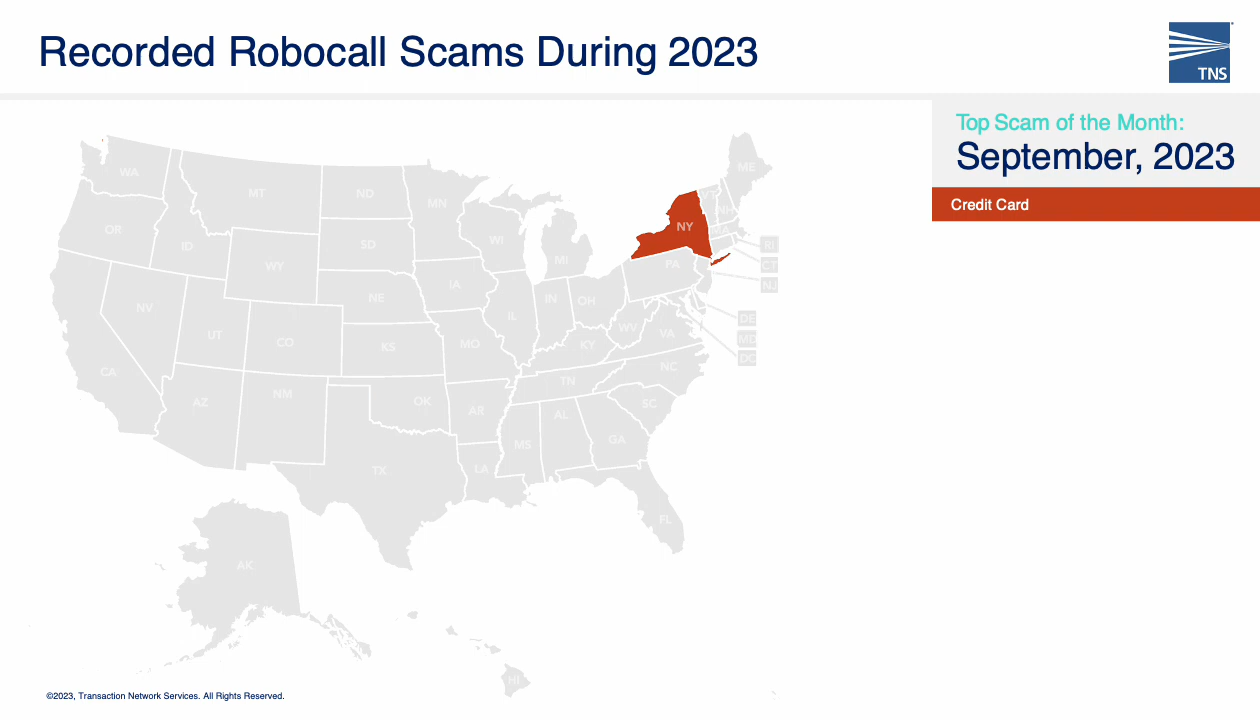 Recorded Robocall Scams During 2023
TNS
Top Scam of the Month:
September, 2023
Credit Card
WA
MT
ND
MN
ME
VT
NH
OR
ID
SD
WI
NY
MA
WY
MI
PA
RI
CT
NJ
NV
NE
IA
IL
IN
OH
UT
CO
KS
MO
KY
WV
VA
DE
MD
DC
CA
AZ
NM
OK
AR
TN
NC
SC
MS
AL
GA
TX
LA
FL
AK
HI
©2023, Transaction Network Services. All Rights Reserved.